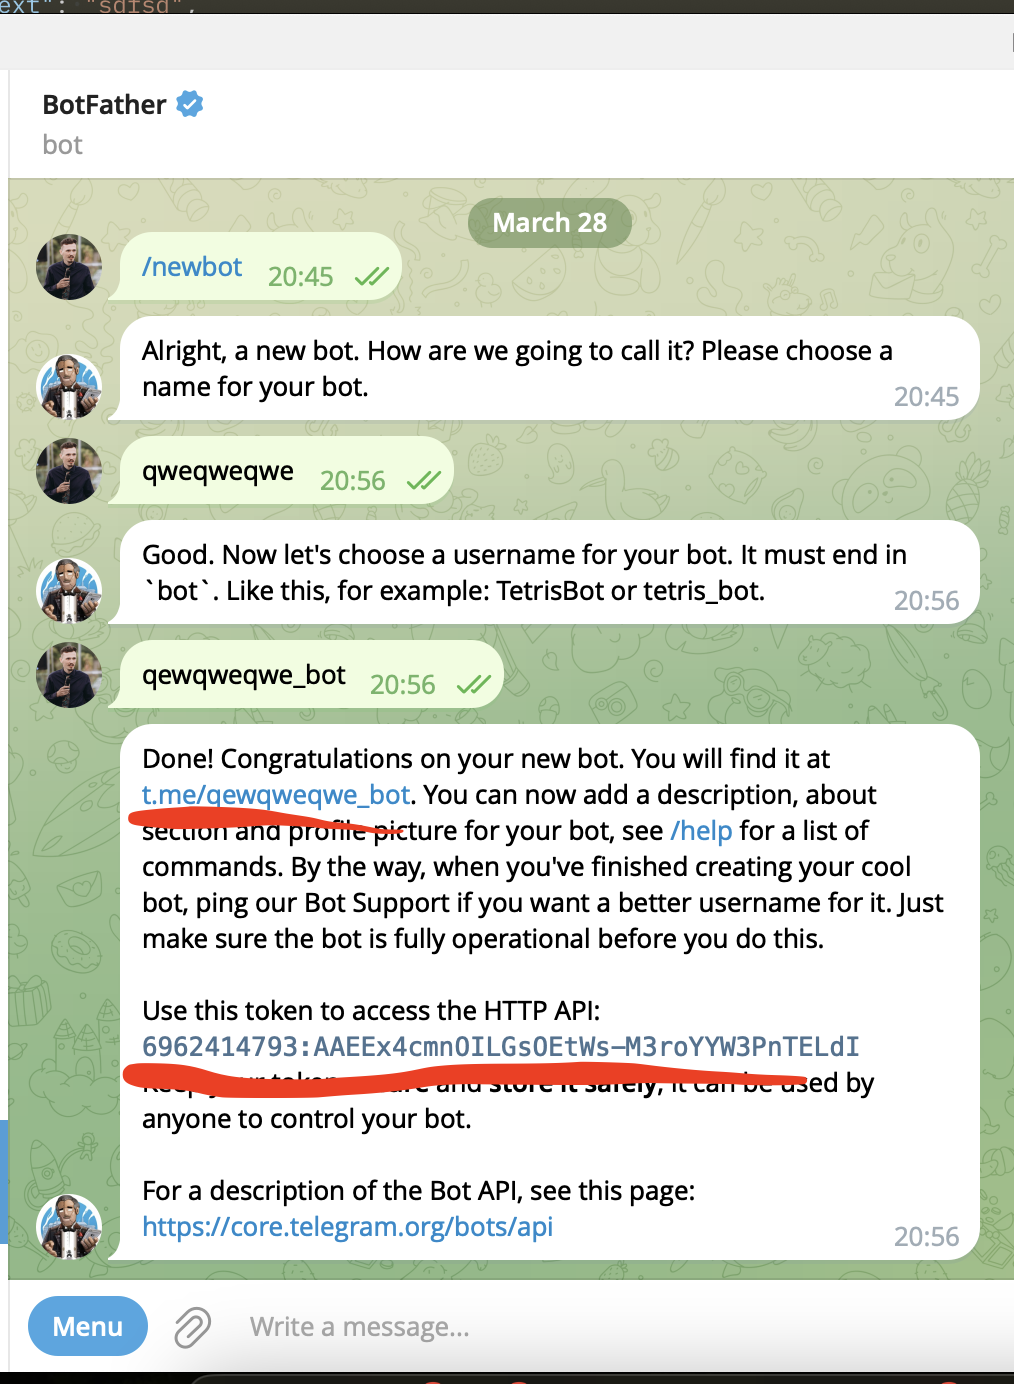 ext": "sdfsd",
BotFather
bot
March 28
/newbot 20:45
Alright, a new bot. How are we going to call it? Please choose a
name for your bot.
20:45
qweqweqwe 20:56
Good. Now let's choose a username for your bot. It must end in
`bot`. Like this, for example: TetrisBot or tetris_bot.
20:56
qewqweqwe_bot 20:56
Done! Congratulations on your new bot. You will find it at
t.me/qewqweqwe_bot. You can now add a description, about
section and profile picture for your bot, see /help for a list of
commands. By the way, when you've finished creating your cool
bot, ping our Bot Support if you want a better username for it. Just
make sure the bot is fully operational before you do this.
Use this token to access the HTTP API:
6962414793:AAEEx4cmnOILGsOEtWs-M3roYYW3PnTELdI
Keep your token secure and store it safely, it can be used by
anyone to control your bot.
For a description of the Bot API, see this page:
https://core.telegram.org/bots/api
20:56
Menu
Write a message...